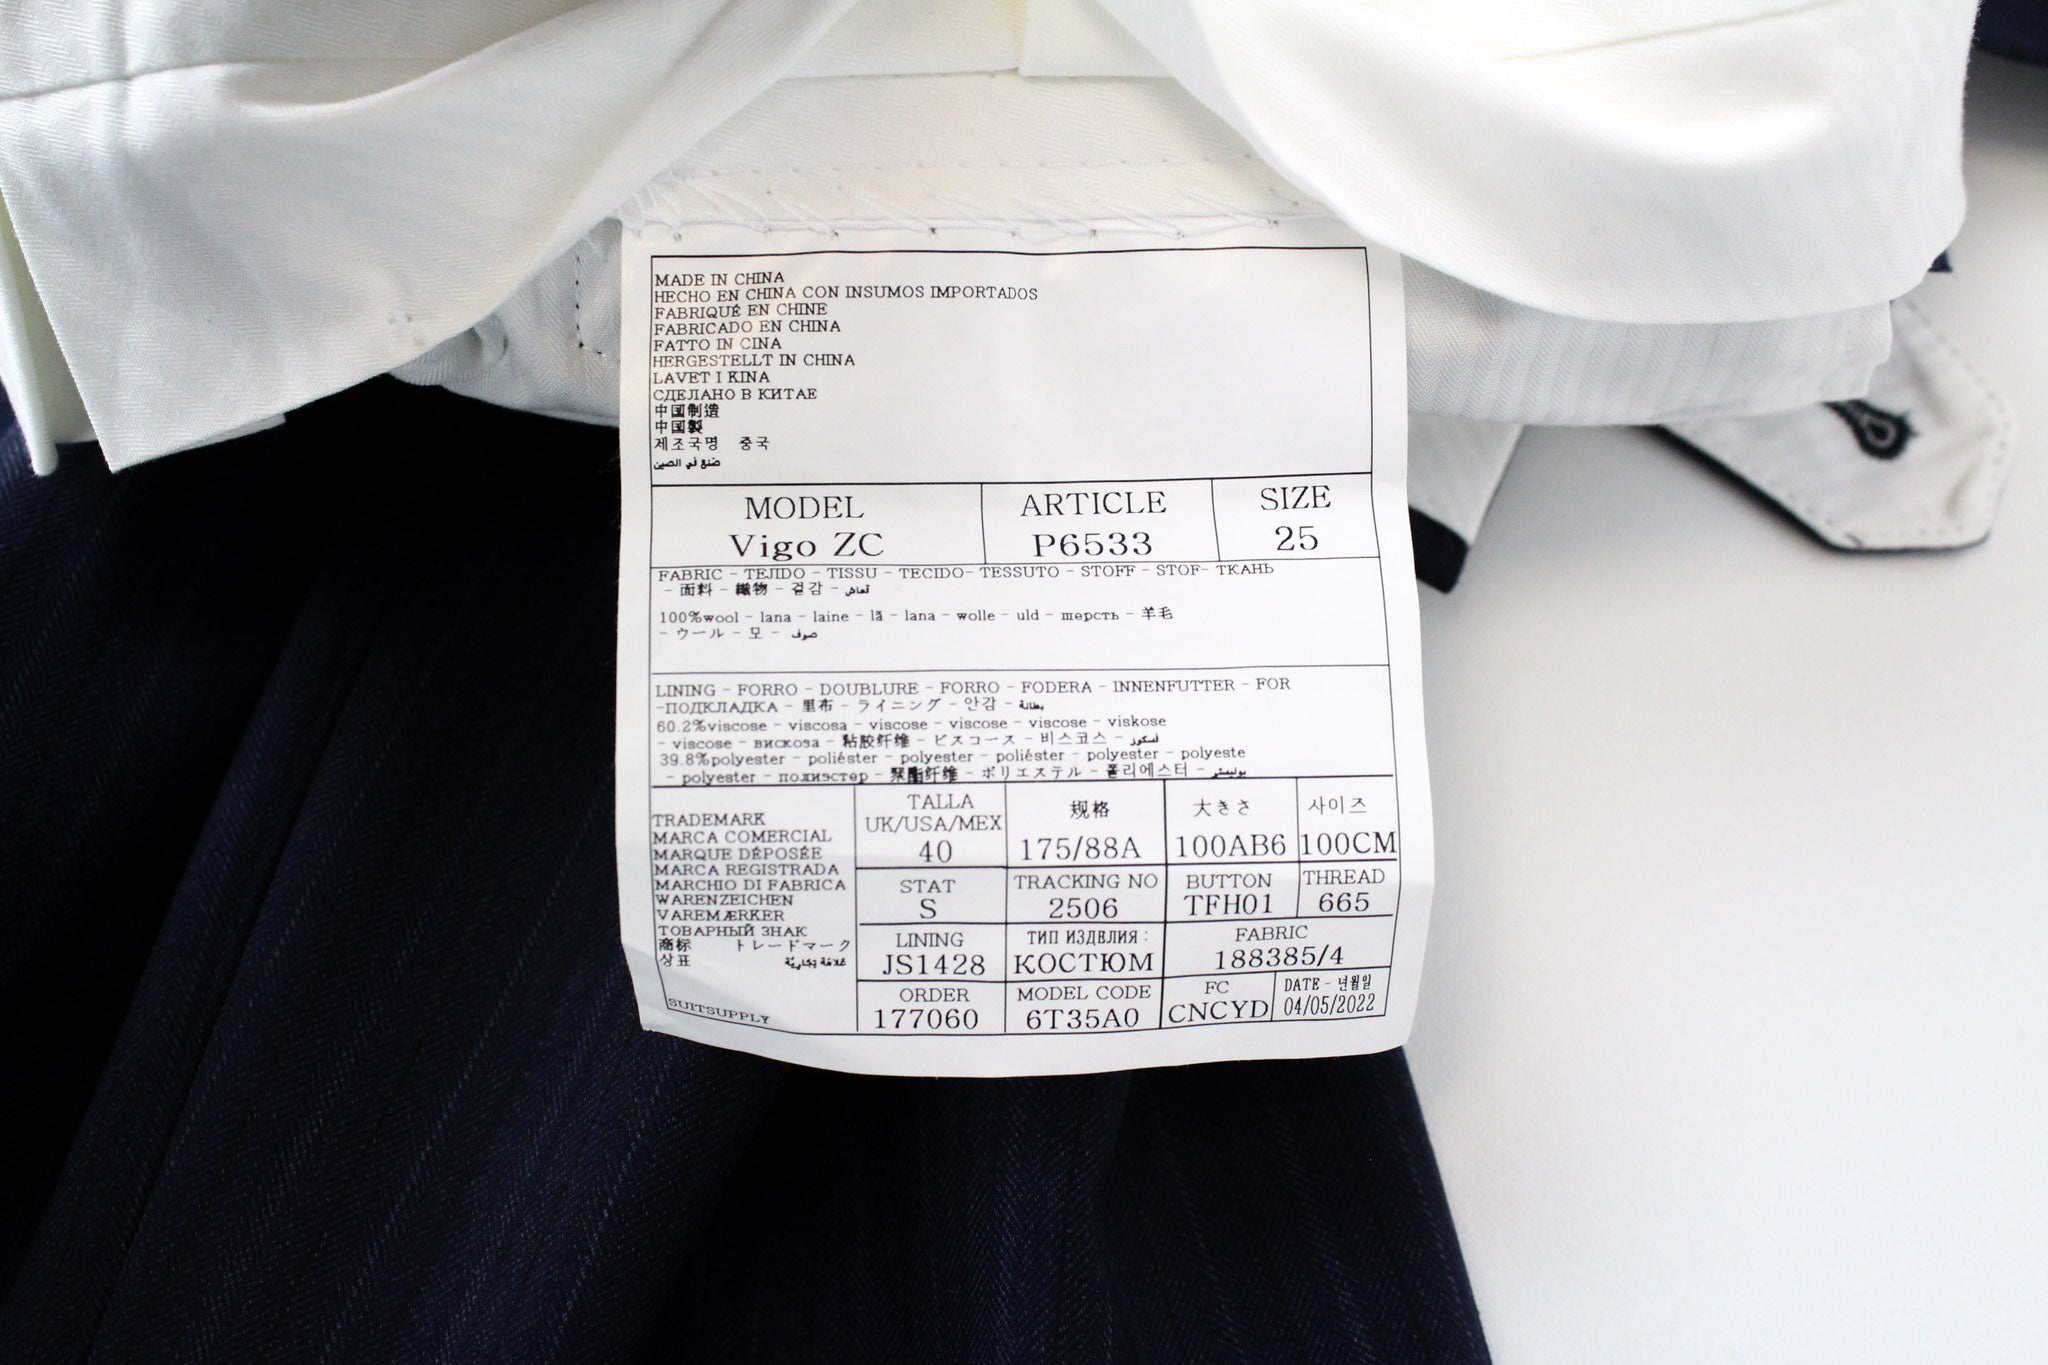 MADE IN CHINA
HECHO EN CHINA CON INSUMOS IMPORTADOS
FABRIQUÉ EN CHINE
FABRICADO EN CHINA
FATTO IN CINA
HERGESTELLT IN CHINA
LAVET I KINA
СДЕЛАНО В КИТАЕ
中国制造
中国製
제조국명 중국
صنع في الصين
MODEL
Vigo ZC
ARTICLE
P6533
SIZE
25
FABRIC - TEJIDO - TISSU - TECIDO- TESSUTO - STOFF - STOF- ТКАНЬ
- 面料 - 織物 - 겉감 - قماش
100%wool - lana - laine - lã - lana - wolle - uld - шерсть - 羊毛
- ウール - 모 - صوف
LINING - FORRO - DOUBLURE - FORRO - FODERA - INNENFUTTER - FOR
-ПОДКЛАДКА - 里布 - ライニング - 안감 - بطانة
60.2%viscose - viscosa - viscose - viscose - viscose - viskose
- viscose - вискоза - 粘胶纤维 - ビスコース - 비스코스 - فسكوز
39.8%polyester - poliéster - polyester - poliéster - polyester - polyeste
- polyester - полиэстер - 聚酯纤维 - ポリエステル - 폴리에스터 - بوليستر
TRADEMARK
MARCA COMERCIAL
MARQUE DÉPOSÉE
MARCA REGISTRADA
MARCHIO DI FABRICA
WARENZEICHEN
VAREMÆRKER
ТОВАРНЫЙ ЗНАК
商标 トレードマーク
상표 علامة تجارية
SUITSUPPLY
TALLA
UK/USA/MEX
40
规格
175/88A
大きさ
100AB6
사이즈
100CM
STAT
S
TRACKING NO
2506
BUTTON
TFH01
THREAD
665
LINING
JS1428
ТИП ИЗДЕЛИЯ :
КОСТЮМ
FABRIC
188385/4
ORDER
177060
MODEL CODE
6T35A0
FC
CNCYD
DATE - 년월일
04/05/2022